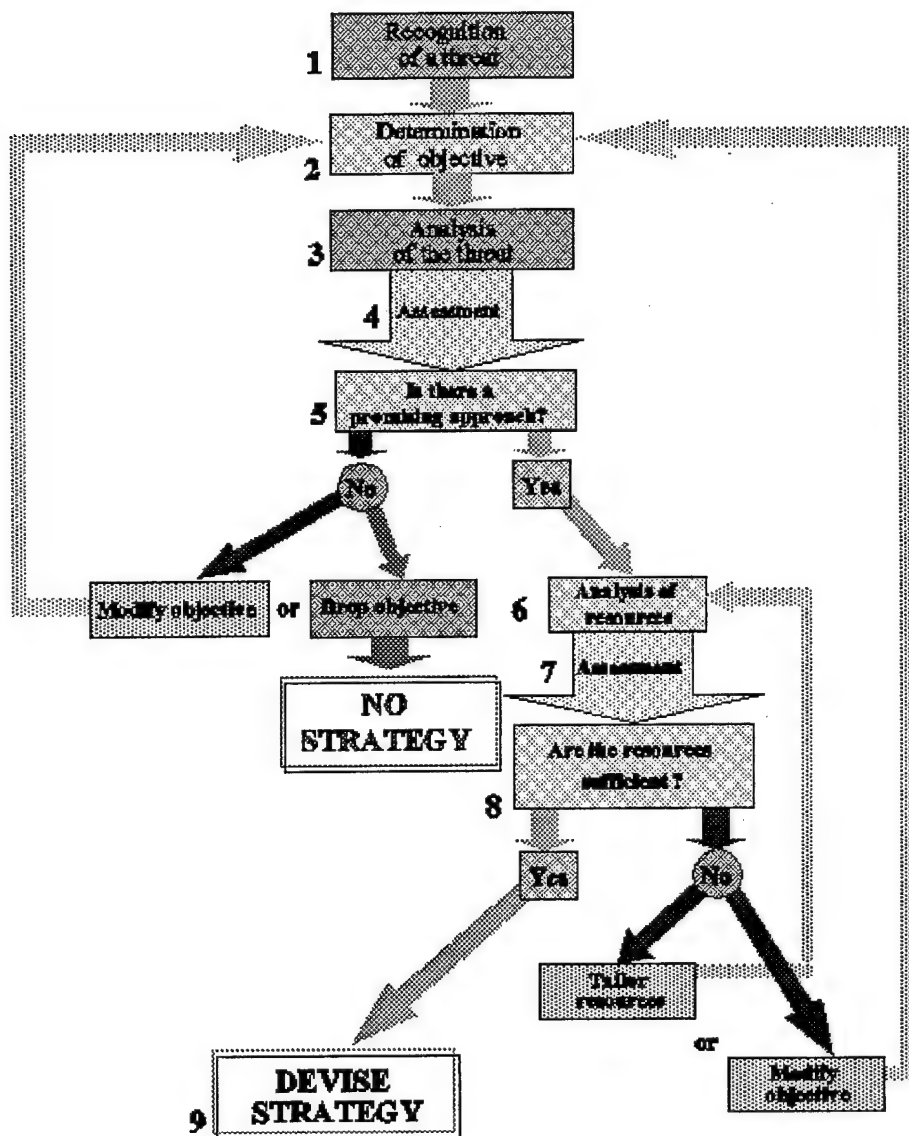 1
Recognition
of a threat
2
Determination
of objective
3
Analysis
of the threat
4
Assessment
5
Is there a
promising approach?
No
Yes
Modify objective
or
Drop objective
NO
STRATEGY
6
Analysis of
resources
7
Assessment
8
Are the resources
sufficient?
Yes
No
Tailor
resources
or
Modify
objective
9
DEVISE
STRATEGY